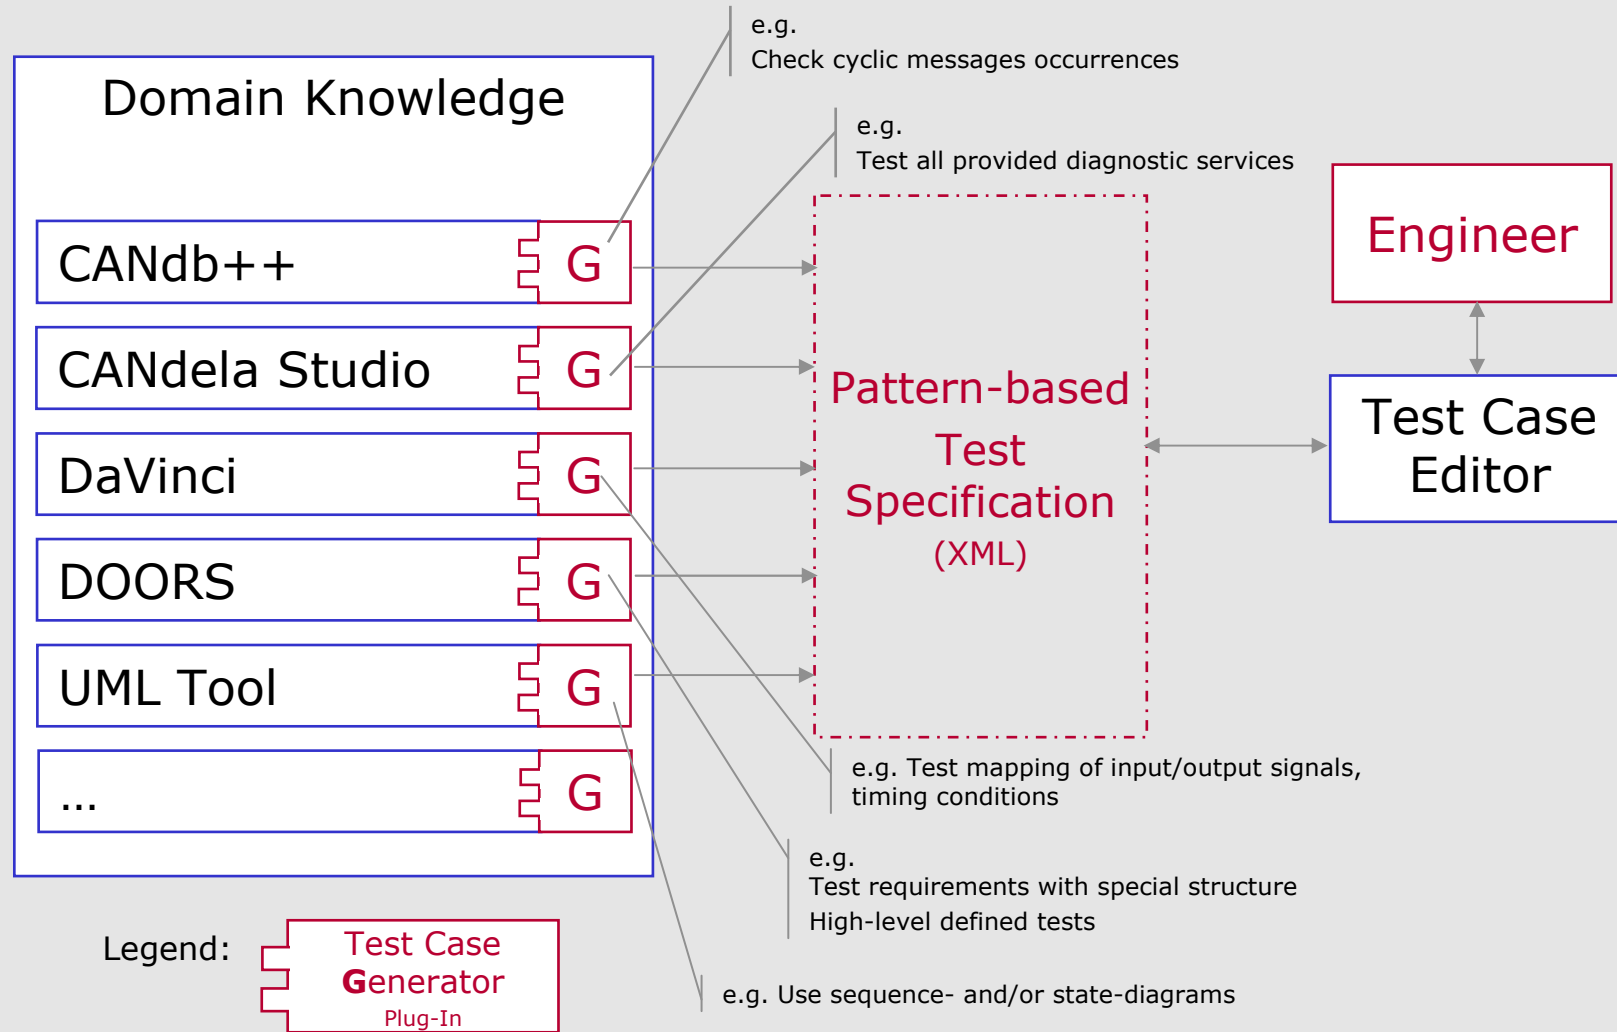 e.g.
Check cyclic messages occurrences
Domain Knowledge
e.g.
Test all provided diagnostic services
CANdb++
G
CANdela Studio
G
DaVinci
G
DOORS
G
UML Tool
G
...
G
Pattern-based
Test
Specification
(XML)
Engineer
Test Case
Editor
e.g. Test mapping of input/output signals,
timing conditions
e.g.
Test requirements with special structure
High-level defined tests
e.g. Use sequence- and/or state-diagrams
Legend:
Test Case
Generator
Plug-In